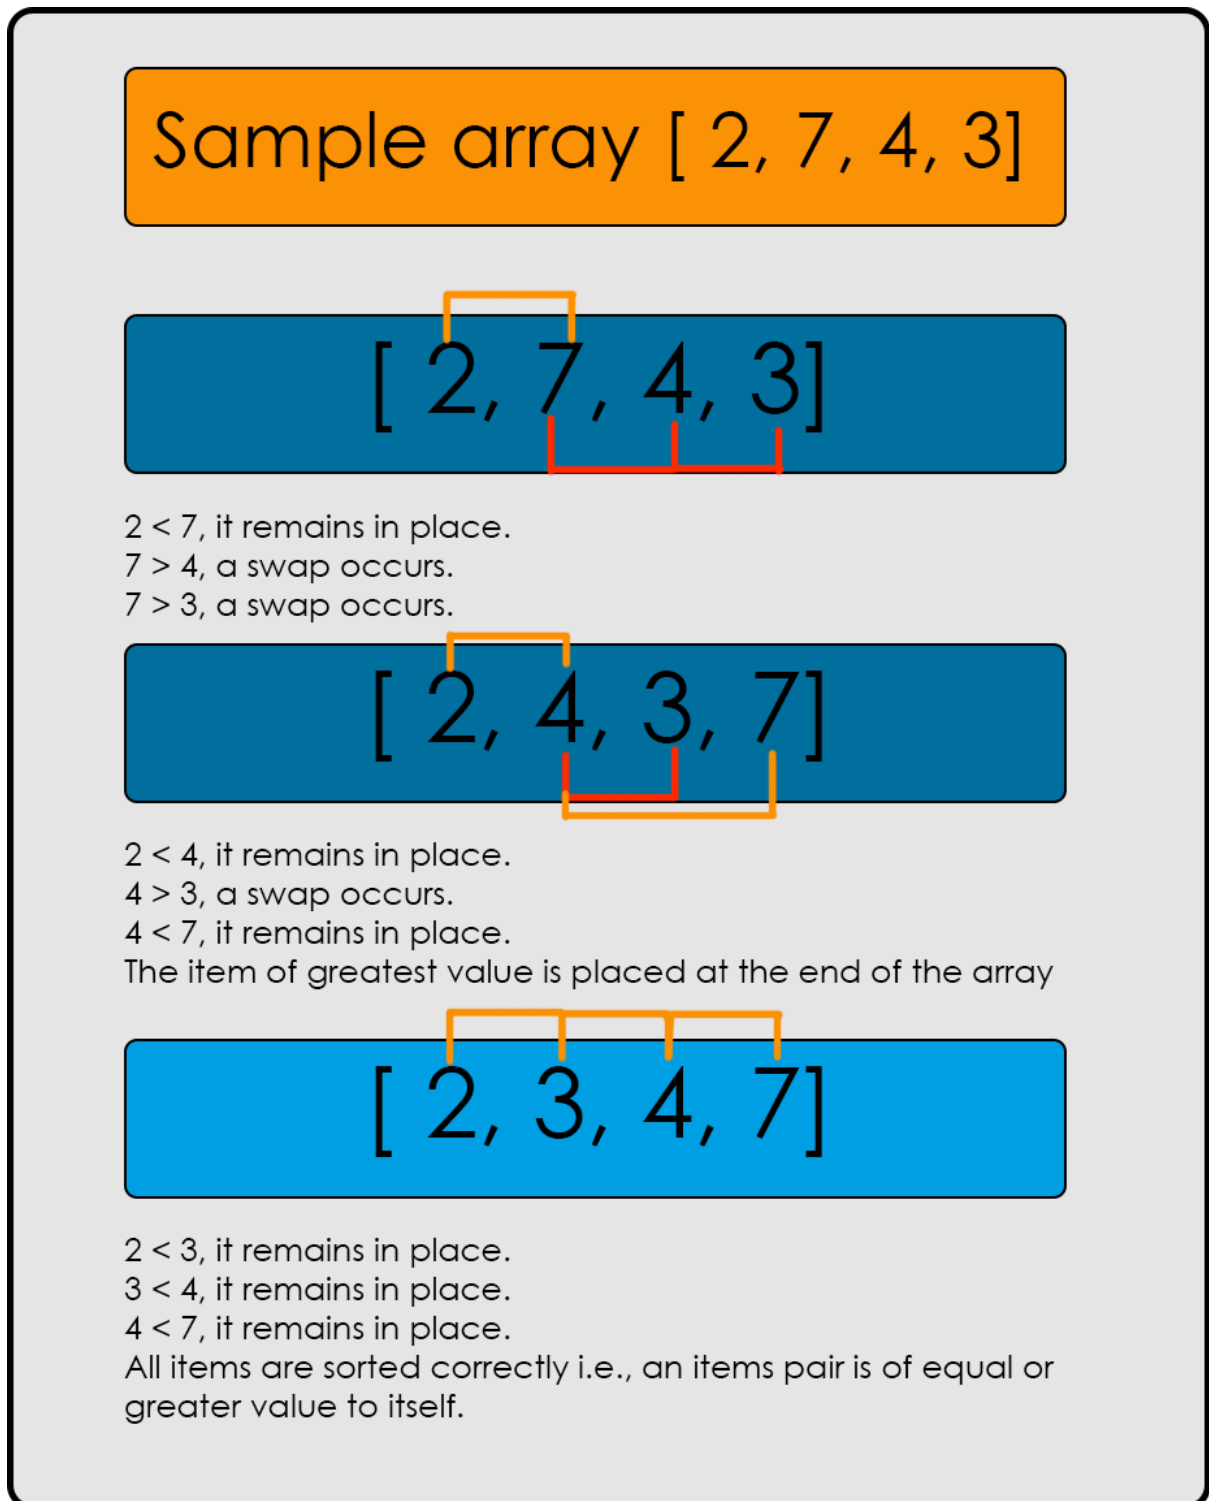 Sample array [ 2, 7, 4, 3]
[ 2, 7, 4, 3]
2 < 7, it remains in place.
7 > 4, a swap occurs.
7 > 3, a swap occurs.
[ 2, 4, 3, 7]
2 < 4, it remains in place.
4 > 3, a swap occurs.
4 < 7, it remains in place.
The item of greatest value is placed at the end of the array
[ 2, 3, 4, 7]
2 < 3, it remains in place.
3 < 4, it remains in place.
4 < 7, it remains in place.
All items are sorted correctly i.e., an items pair is of equal or
greater value to itself.